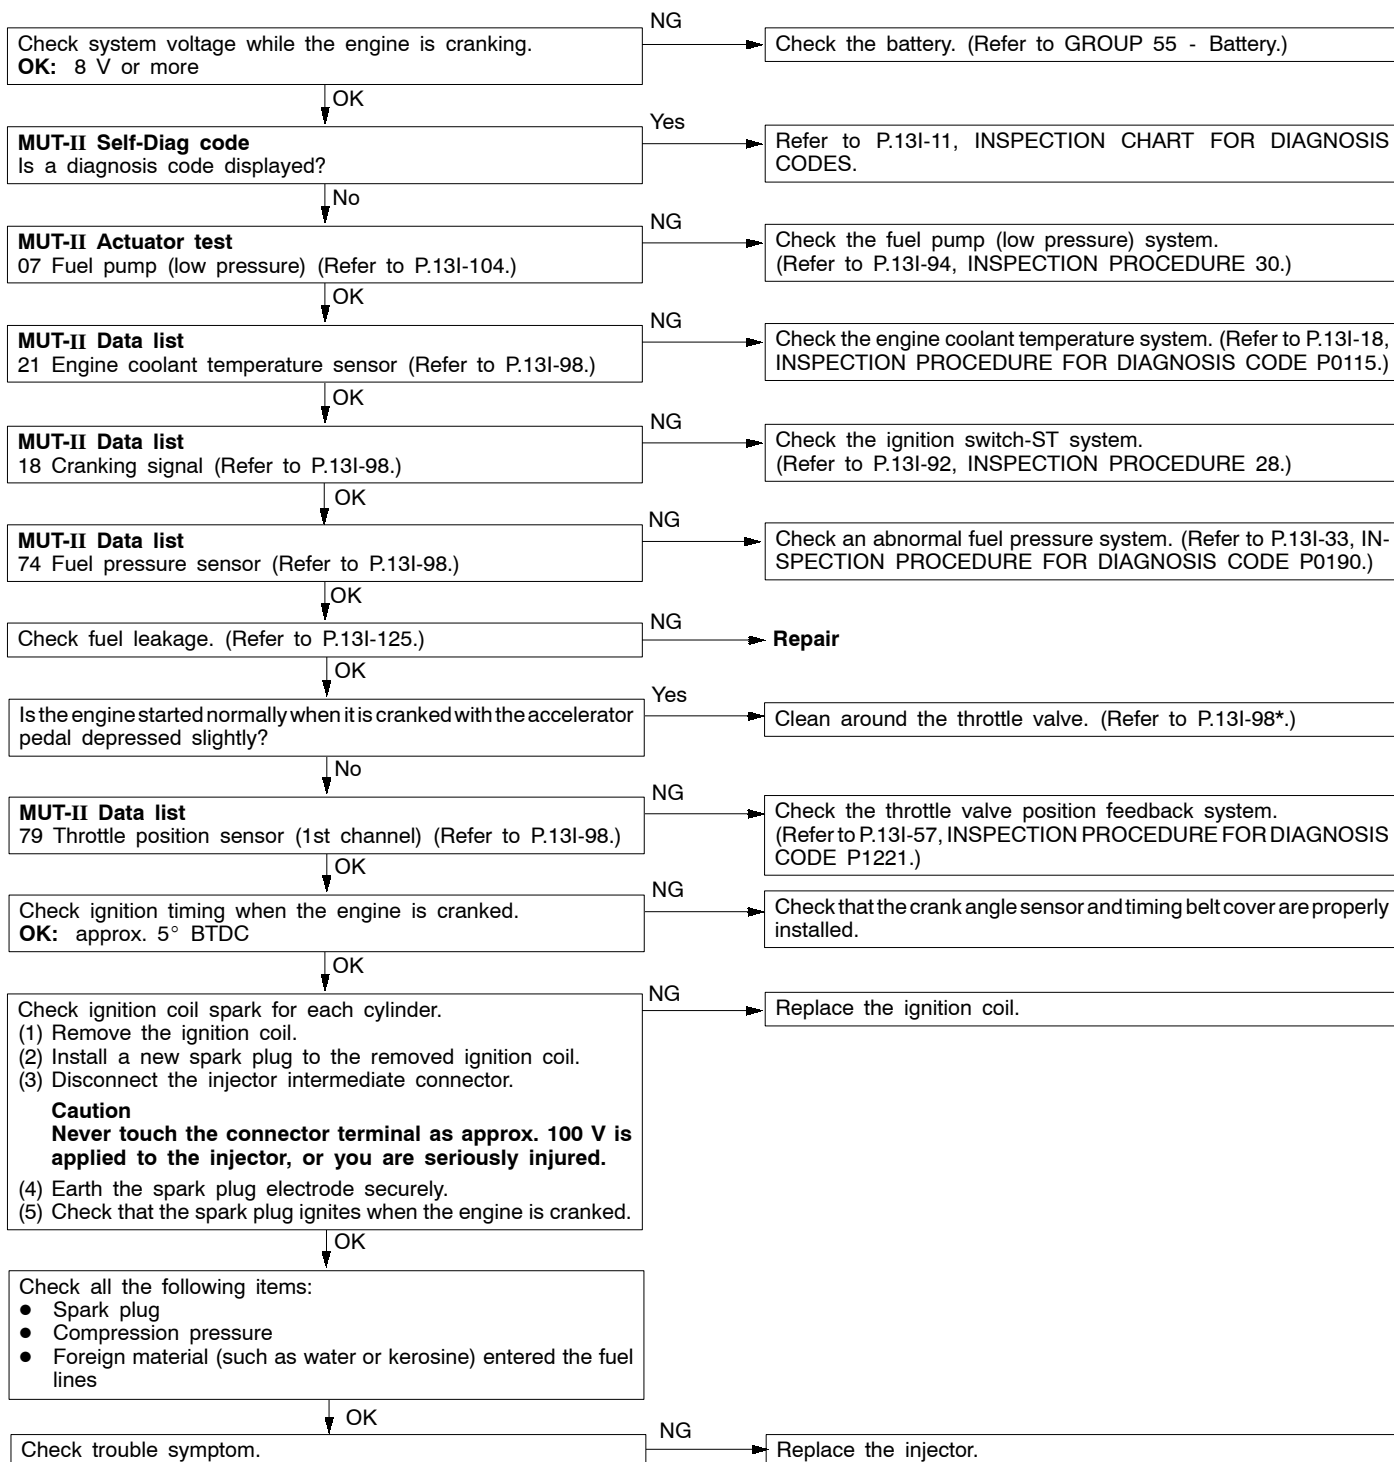 NG
Check system voltage while the engine is cranking.
OK: 8 V or more
Check the battery. (Refer to GROUP 55 - Battery.)
OK
MUT-II Self-Diag code
Is a diagnosis code displayed?
Yes
Refer to P.13I-11, INSPECTION CHART FOR DIAGNOSIS
CODES.
No
MUT-II Actuator test
07 Fuel pump (low pressure) (Refer to P.13I-104.)
NG
Check the fuel pump (low pressure) system.
(Refer to P.13I-94, INSPECTION PROCEDURE 30.)
OK
MUT-II Data list
21 Engine coolant temperature sensor (Refer to P.13I-98.)
NG
Check the engine coolant temperature system. (Refer to P.13I-18,
INSPECTION PROCEDURE FOR DIAGNOSIS CODE P0115.)
OK
MUT-II Data list
18 Cranking signal (Refer to P.13I-98.)
NG
Check the ignition switch-ST system.
(Refer to P.13I-92, INSPECTION PROCEDURE 28.)
OK
MUT-II Data list
74 Fuel pressure sensor (Refer to P.13I-98.)
NG
Check an abnormal fuel pressure system. (Refer to P.13I-33, IN-
SPECTION PROCEDURE FOR DIAGNOSIS CODE P0190.)
OK
Check fuel leakage. (Refer to P.13I-125.)
NG
Repair
OK
Is the engine started normally when it is cranked with the accelerator
pedal depressed slightly?
Yes
Clean around the throttle valve. (Refer to P.13I-98*.)
No
MUT-II Data list
79 Throttle position sensor (1st channel) (Refer to P.13I-98.)
NG
Check the throttle valve position feedback system.
(Refer to P.13I-57, INSPECTION PROCEDURE FOR DIAGNOSIS
CODE P1221.)
OK
Check ignition timing when the engine is cranked.
OK: approx. 5° BTDC
NG
Check that the crank angle sensor and timing belt cover are properly
installed.
OK
Check ignition coil spark for each cylinder.
(1) Remove the ignition coil.
(2) Install a new spark plug to the removed ignition coil.
(3) Disconnect the injector intermediate connector.
Caution
Never touch the connector terminal as approx. 100 V is
applied to the injector, or you are seriously injured.
(4) Earth the spark plug electrode securely.
(5) Check that the spark plug ignites when the engine is cranked.
NG
Replace the ignition coil.
OK
Check all the following items:
● Spark plug
● Compression pressure
● Foreign material (such as water or kerosine) entered the fuel
lines
OK
Check trouble symptom.
NG
Replace the injector.